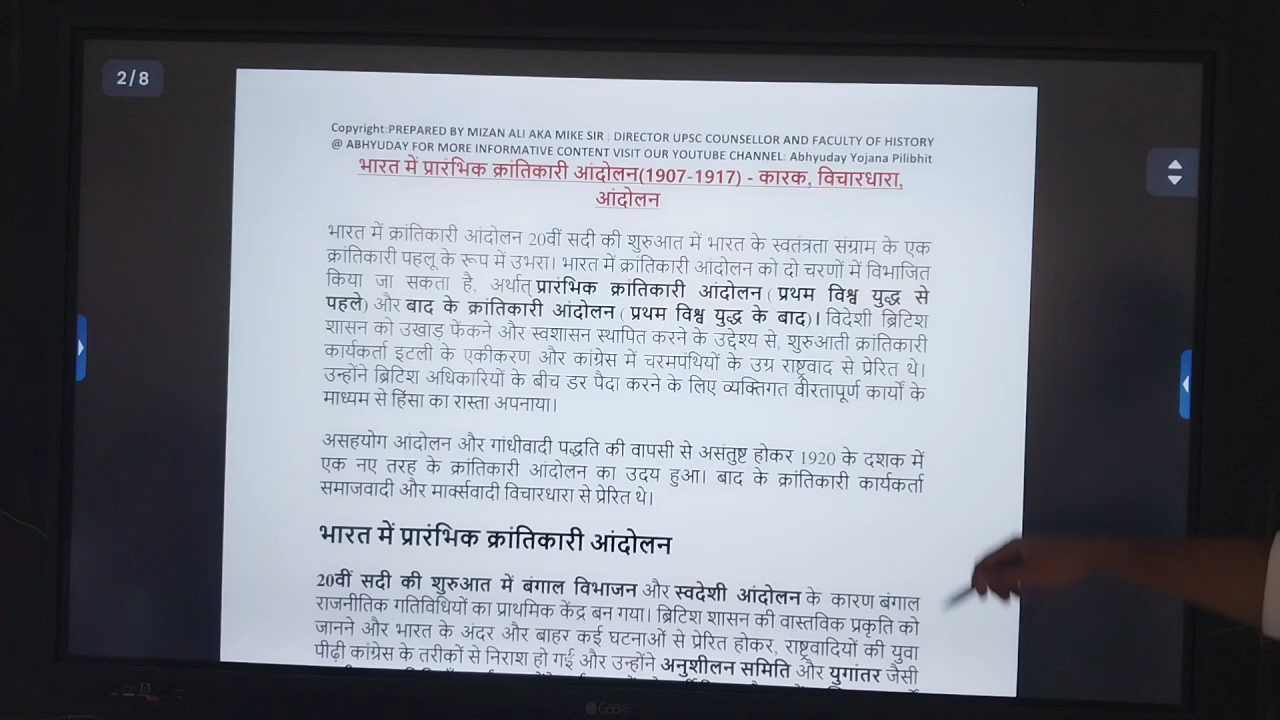 2/8
Copyright:PREPARED BY MIZAN ALI AKA MIKE SIR : DIRECTOR UPSC COUNSELLOR AND FACULTY OF HISTORY
@ ABHYUDAY FOR MORE INFORMATIVE CONTENT VISIT OUR YOUTUBE CHANNEL: Abhyuday Yojana Pilibhit
भारत में प्रारंभिक क्रांतिकारी आंदोलन(1907-1917) - कारक, विचारधारा,
आंदोलन
भारत में क्रांतिकारी आंदोलन 20वीं सदी की शुरुआत में भारत के स्वतंत्रता संग्राम के एक
क्रांतिकारी पहलू के रूप में उभरा। भारत में क्रांतिकारी आंदोलन को दो चरणों में विभाजित
किया जा सकता है, अर्थात् प्रारंभिक क्रांतिकारी आंदोलन ( प्रथम विश्व युद्ध से
पहले) और बाद के क्रांतिकारी आंदोलन ( प्रथम विश्व युद्ध के बाद)। विदेशी ब्रिटिश
शासन को उखाड़ फेंकने और स्वशासन स्थापित करने के उद्देश्य से, शुरुआती क्रांतिकारी
कार्यकर्ता इटली के एकीकरण और कांग्रेस में चरमपंथियों के उग्र राष्ट्रवाद से प्रेरित थे।
उन्होंने ब्रिटिश अधिकारियों के बीच डर पैदा करने के लिए व्यक्तिगत वीरतापूर्ण कार्यों के
माध्यम से हिंसा का रास्ता अपनाया।
असहयोग आंदोलन और गांधीवादी पद्धति की वापसी से असंतुष्ट होकर 1920 के दशक में
एक नए तरह के क्रांतिकारी आंदोलन का उदय हुआ। बाद के क्रांतिकारी कार्यकर्ता
समाजवादी और मार्क्सवादी विचारधारा से प्रेरित थे।
भारत में प्रारंभिक क्रांतिकारी आंदोलन
20वीं सदी की शुरुआत में बंगाल विभाजन और स्वदेशी आंदोलन के कारण बंगाल
राजनीतिक गतिविधियों का प्राथमिक केंद्र बन गया। ब्रिटिश शासन की वास्तविक प्रकृति को
जानने और भारत के अंदर और बाहर कई घटनाओं से प्रेरित होकर, राष्ट्रवादियों की युवा
पीढ़ी कांग्रेस के तरीकों से निराश हो गई और उन्होंने अनुशीलन समिति और युगांतर जैसी